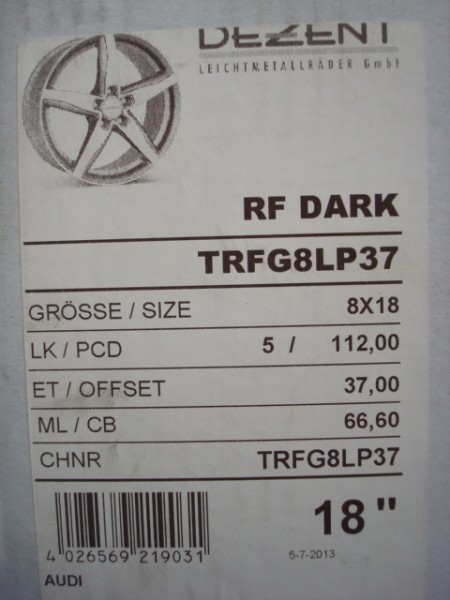 DEZENT
LEICHTMETALLRÄDER GmbH
RF DARK
TRFG8LP37
GRÖSSE / SIZE 8X18
LK / PCD 5 / 112,00
ET / OFFSET 37,00
ML / CB 66,60
CHNR TRFG8LP37
18"
4 026569 219031
5-7-2013
AUDI